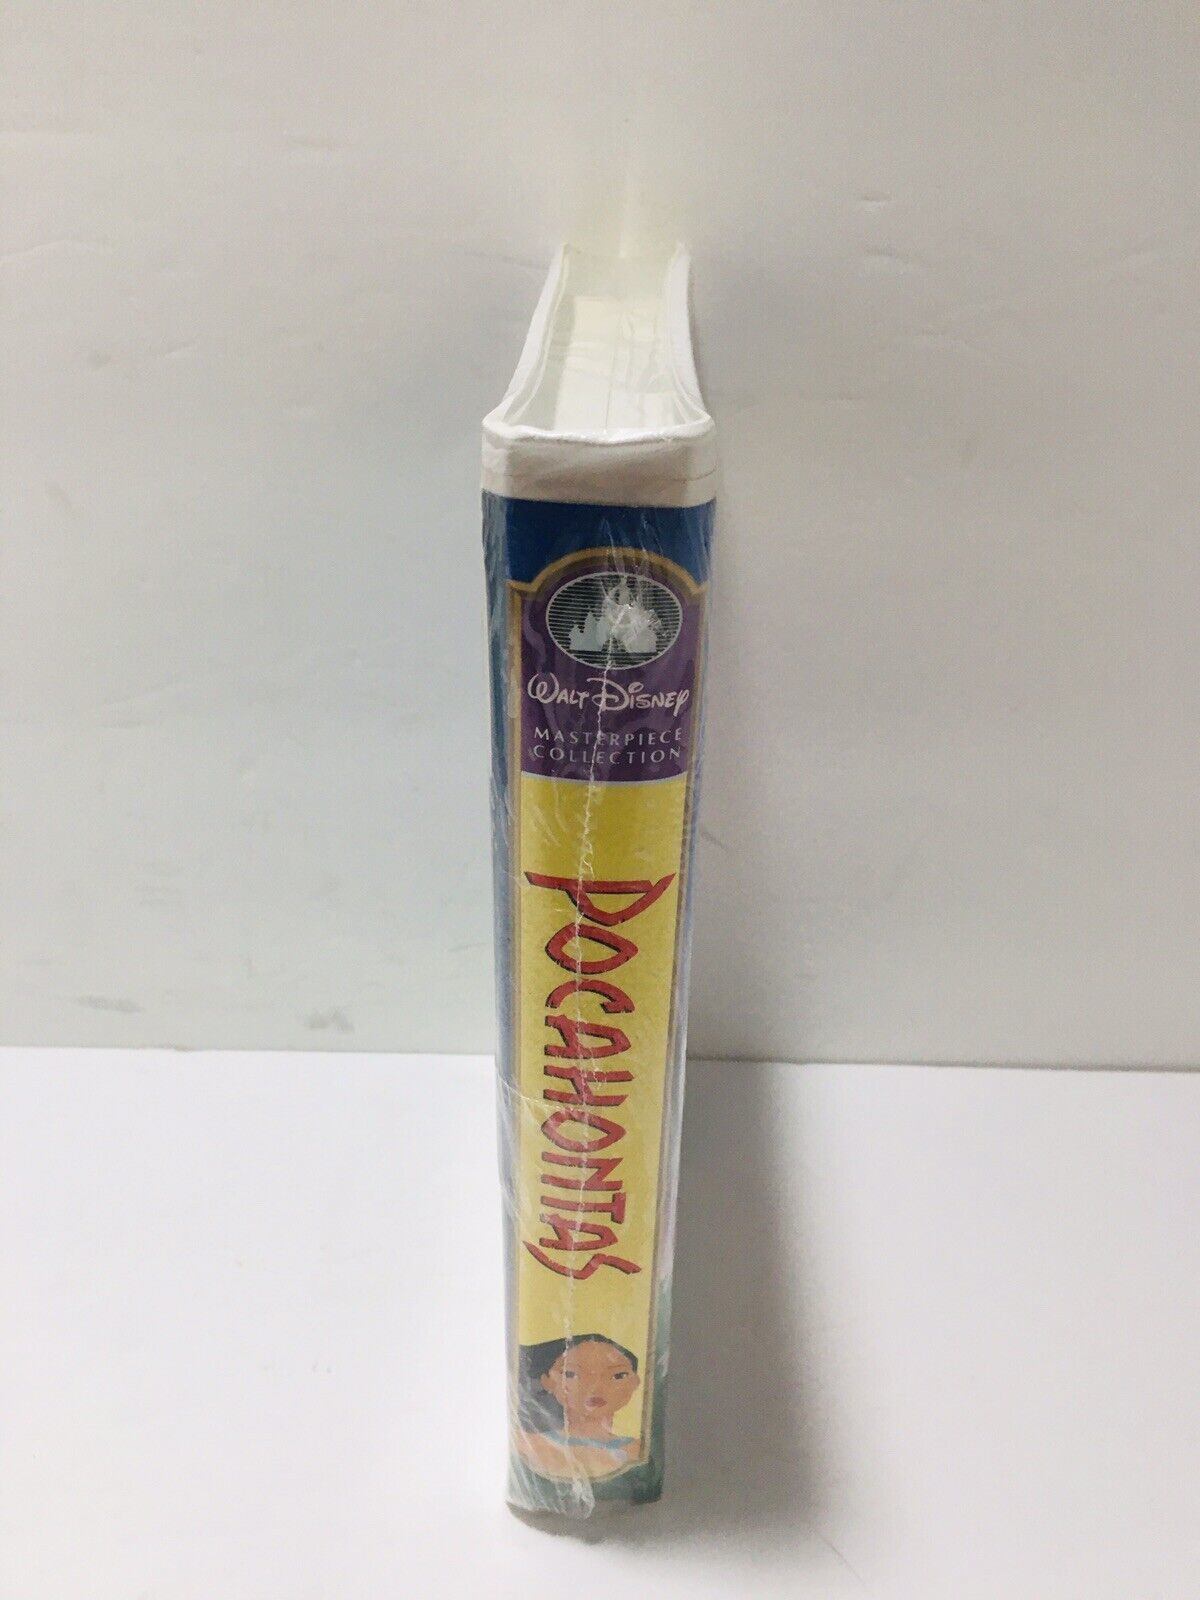 WALT DISNEY
MASTERPIECE
COLLECTION
POCAHONTAS